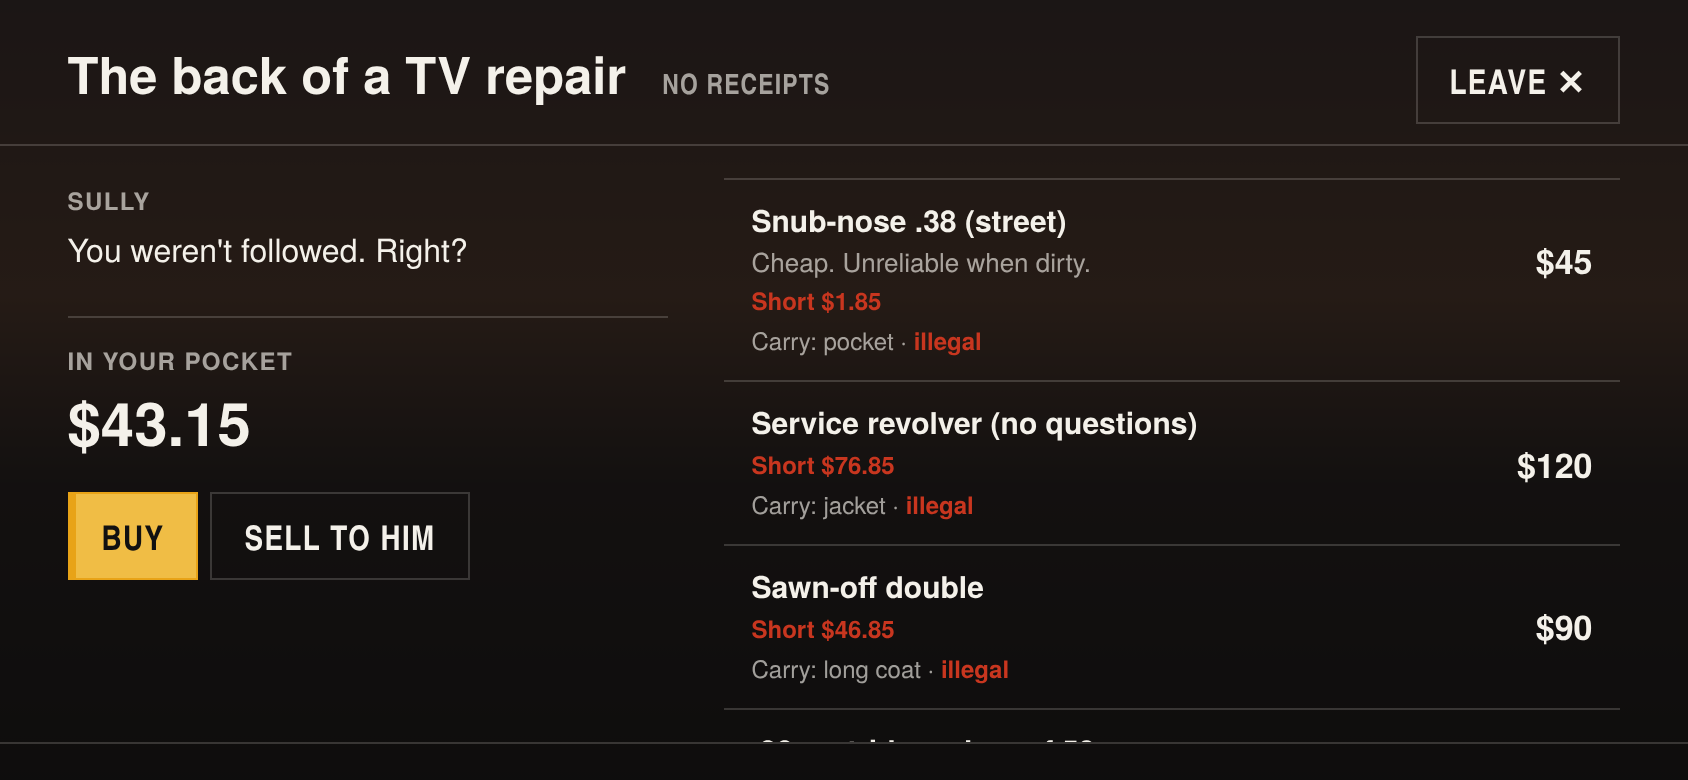 The back of a TV repair NO RECEIPTS
LEAVE ✕
SULLY
You weren't followed. Right?
IN YOUR POCKET
$43.15
BUY
SELL TO HIM
Snub-nose .38 (street)
Cheap. Unreliable when dirty.
Short $1.85
Carry: pocket · illegal
$45
Service revolver (no questions)
Short $76.85
Carry: jacket · illegal
$120
Sawn-off double
Short $46.85
Carry: long coat · illegal
$90